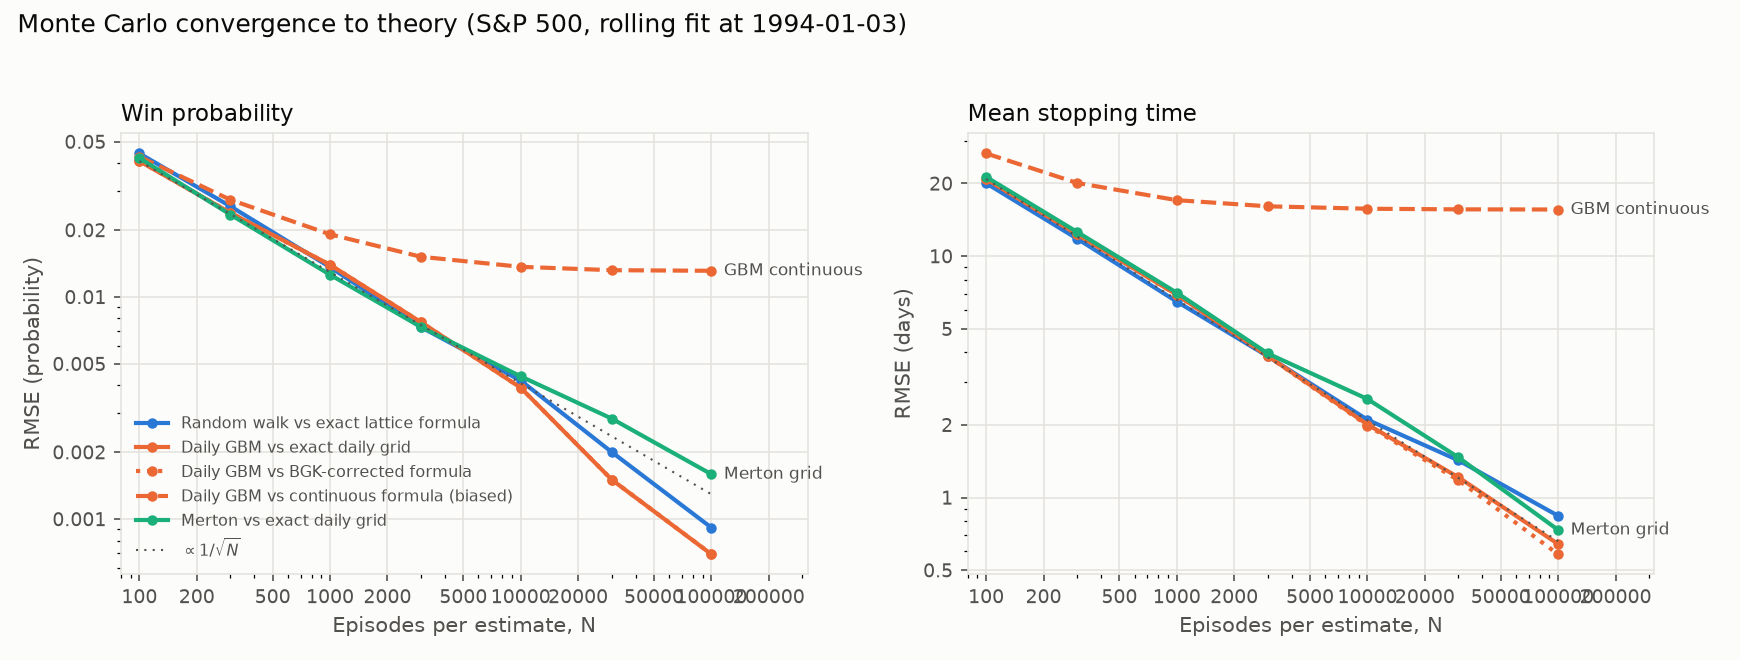 Monte Carlo convergence to theory (S&P 500, rolling fit at 1994-01-03)
Win probability
RMSE (probability)
0.05
0.02
0.01
0.005
0.002
0.001
GBM continuous
Merton grid
Random walk vs exact lattice formula
Daily GBM vs exact daily grid
Daily GBM vs BGK-corrected formula
Daily GBM vs continuous formula (biased)
Merton vs exact daily grid
∝ 1/√N
100 200 500 1000 2000 5000 10000 20000 50000 100000 200000
Episodes per estimate, N
Mean stopping time
RMSE (days)
20
10
5
2
1
0.5
GBM continuous
Merton grid
100 200 500 1000 2000 5000 10000 20000 50000 100000 200000
Episodes per estimate, N